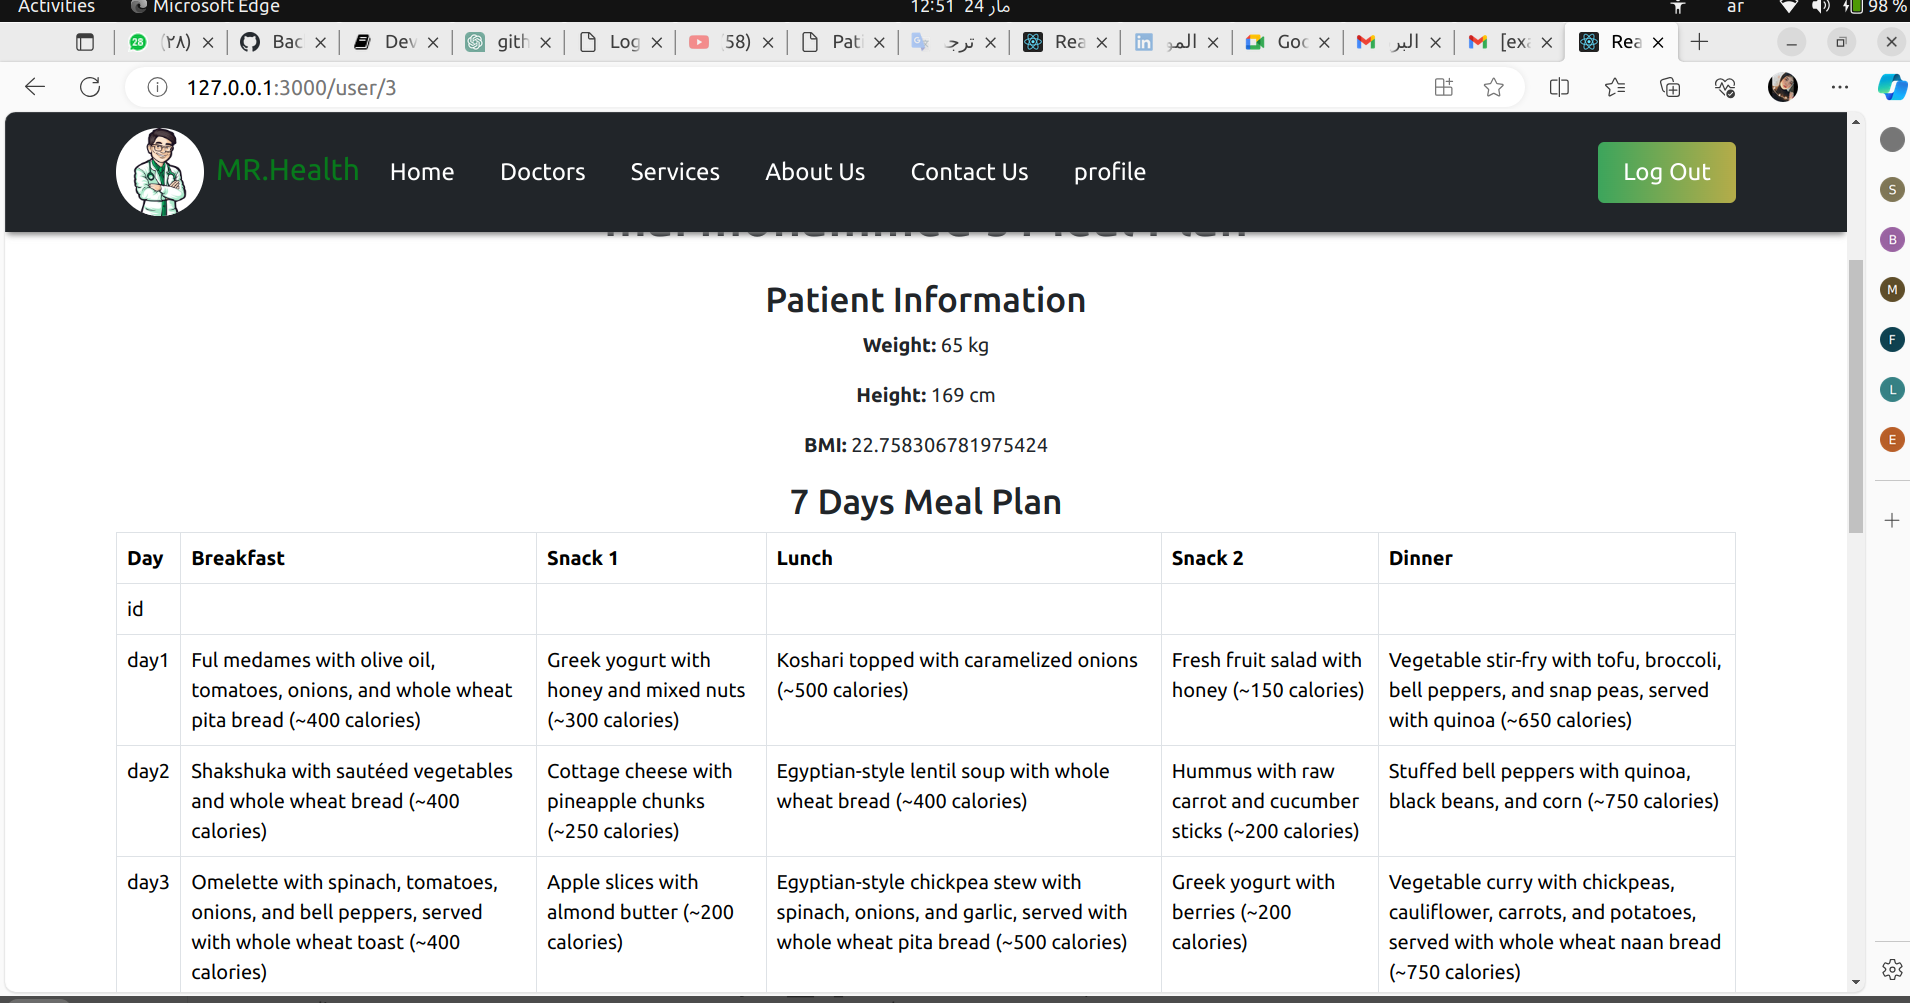 Activities Microsoft Edge 12:51 24 مار ar 98 %
28 (٢٨) Bac Dev gith Log 58) Pati ترجـ Rea المو Goo البر [exa Rea
127.0.0.1:3000/user/3
MR.Health Home Doctors Services About Us Contact Us profile Log Out
Patient Information
Weight: 65 kg
Height: 169 cm
BMI: 22.758306781975424
7 Days Meal Plan
Day Breakfast Snack 1 Lunch Snack 2 Dinner
id
day1
Ful medames with olive oil,
tomatoes, onions, and whole wheat
pita bread (~400 calories)
Greek yogurt with
honey and mixed nuts
(~300 calories)
Koshari topped with caramelized onions
(~500 calories)
Fresh fruit salad with
honey (~150 calories)
Vegetable stir-fry with tofu, broccoli,
bell peppers, and snap peas, served
with quinoa (~650 calories)
day2
Shakshuka with sautéed vegetables
and whole wheat bread (~400
calories)
Cottage cheese with
pineapple chunks
(~250 calories)
Egyptian-style lentil soup with whole
wheat bread (~400 calories)
Hummus with raw
carrot and cucumber
sticks (~200 calories)
Stuffed bell peppers with quinoa,
black beans, and corn (~750 calories)
day3
Omelette with spinach, tomatoes,
onions, and bell peppers, served
with whole wheat toast (~400
calories)
Apple slices with
almond butter (~200
calories)
Egyptian-style chickpea stew with
spinach, onions, and garlic, served with
whole wheat pita bread (~500 calories)
Greek yogurt with
berries (~200
calories)
Vegetable curry with chickpeas,
cauliflower, carrots, and potatoes,
served with whole wheat naan bread
(~750 calories)
S
B
M
F
L
E